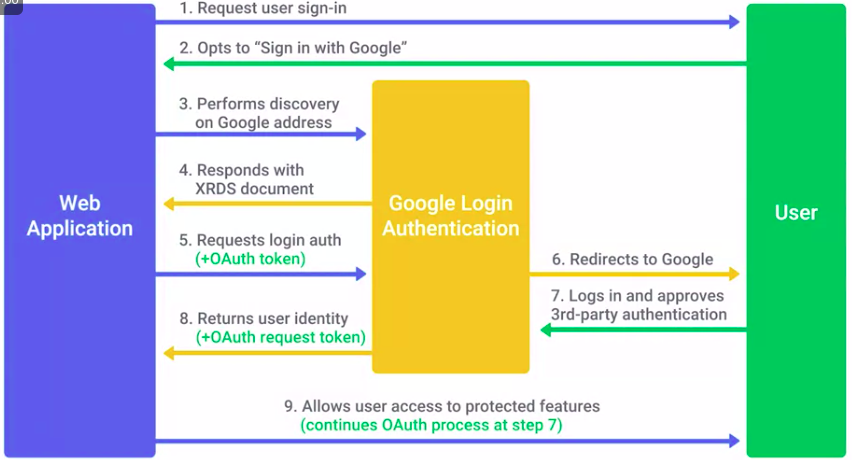 :00
1. Request user sign-in
2. Opts to “Sign in with Google”
3. Performs discovery
on Google address
4. Responds with
XRDS document
Web
Application
Google Login
Authentication
User
5. Requests login auth
(+OAuth token)
6. Redirects to Google
7. Logs in and approves
3rd-party authentication
8. Returns user identity
(+OAuth request token)
9. Allows user access to protected features
(continues OAuth process at step 7)